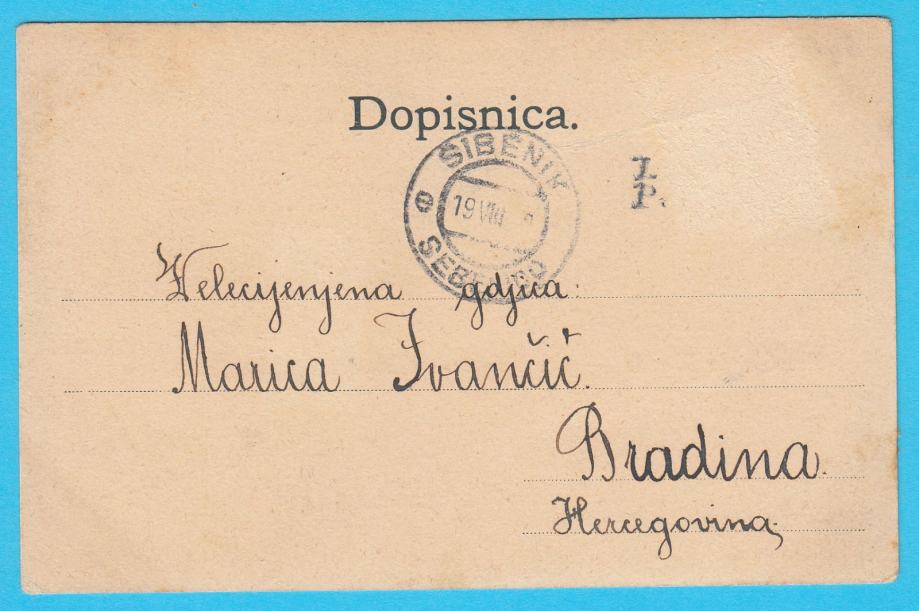 Dopisnica.
ŠIBENIK
19 VIII
SEBENICO
Z.
P.
Velecijenjena gdjica:
Marica Ivančić.
Bradina.
Hercegovina